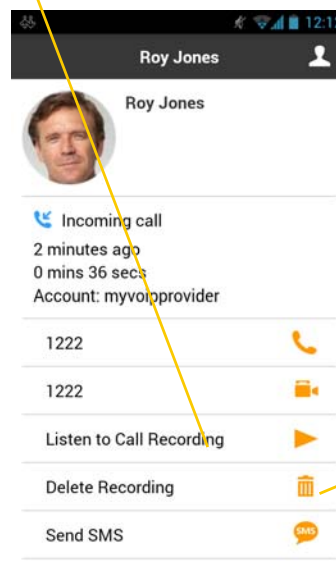 12:1
Roy Jones
Roy Jones
Incoming call
2 minutes ago
0 mins 36 secs
Account: myvoipprovider
1222
1222
Listen to Call Recording
Delete Recording
Send SMS
SMS